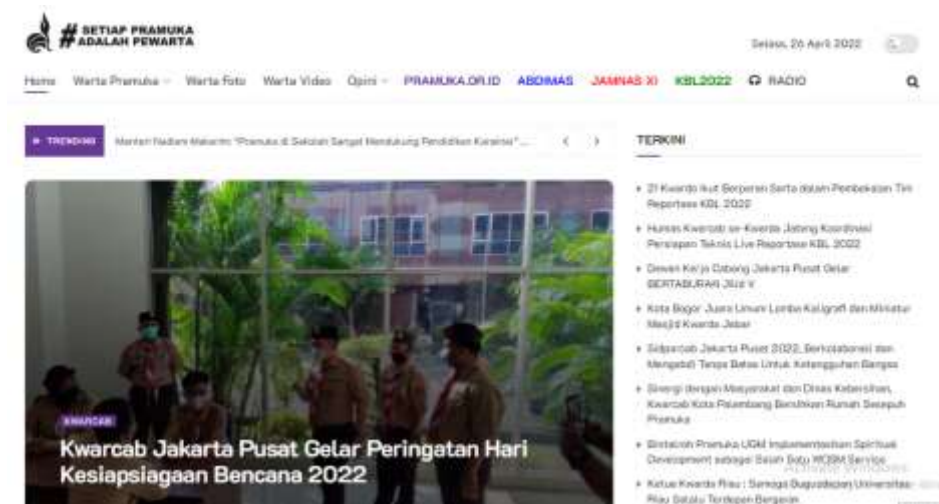 # SETIAP PRAMUKA
ADALAH PEWARTA
Selasa, 26 April 2022
Home Warta Pramuka Warta Foto Warta Video Opini PRAMUKA.OR.ID ABDIMAS JAMNAS XI KBL2022 RADIO
TRENDING Menteri Nadiem Makarim: "Pramuka di Sekolah Sangat Mendukung Pendidikan Karakter" ...
TERKINI
21 Kwarda Ikut Berperan Serta dalam Pembekalan Tim
Reportase KBL 2022
Humas Kwarcab se-Kwarda Jateng Koordinasi
Persiapan Teknis Live Reportase KBL 2022
Dewan Kerja Cabang Jakarta Pusat Gelar
BERTABURAN Jilid V
Kota Bogor Juara Umum Lomba Kaligrafi dan Miniatur
Masjid Kwarda Jabar
Sidparcab Jakarta Pusat 2022, Berkolaborasi dan
Mengabdi Tanpa Batas Untuk Ketangguhan Bangsa
Sinergi dengan Masyarakat dan Dinas Kebersihan,
Kwarcab Kota Palembang Bersihkan Rumah Sesepuh
Pramuka
Pramuka UGM Implementasikan Spiritual
Development sebagai Salah Satu WOSM Service
Ketua Kwarda Riau : Semoga Gugusdepan Universitas
Riau Selalu Terdepan Bergerak
KWARCAB
Kwarcab Jakarta Pusat Gelar Peringatan Hari
Kesiapsiagaan Bencana 2022
Activate Windows